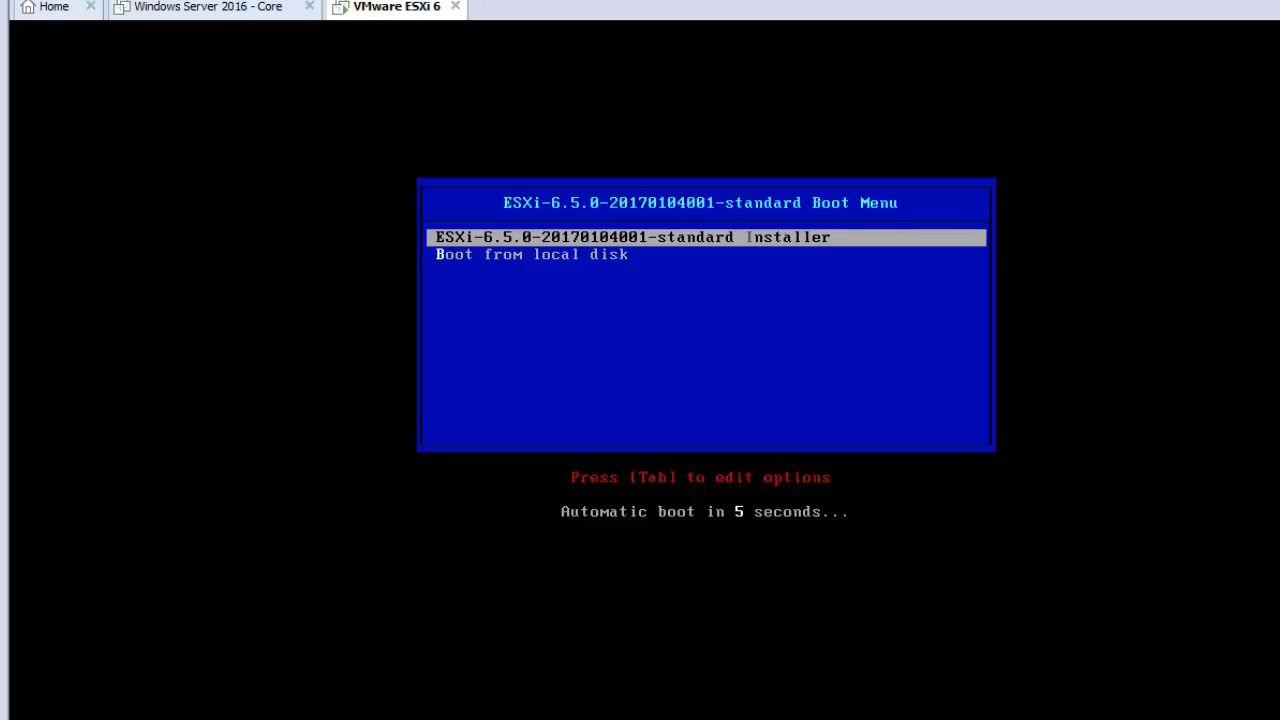 Home
Windows Server 2016 - Core
VMware ESXi 6
ESXi-6.5.0-20170104001-standard Boot Menu
ESXi-6.5.0-20170104001-standard Installer
Boot from local disk
Press [Tab] to edit options
Automatic boot in 5 seconds...